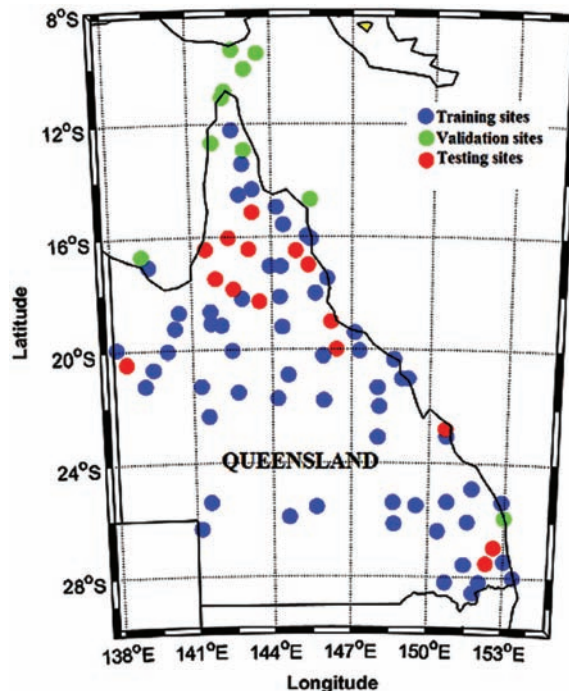 8°S
12°S
16°S
20°S
24°S
28°S
Latitude
Training sites
Validation sites
Testing sites
QUEENSLAND
138°E 141°E 144°E 147°E 150°E 153°E
Longitude